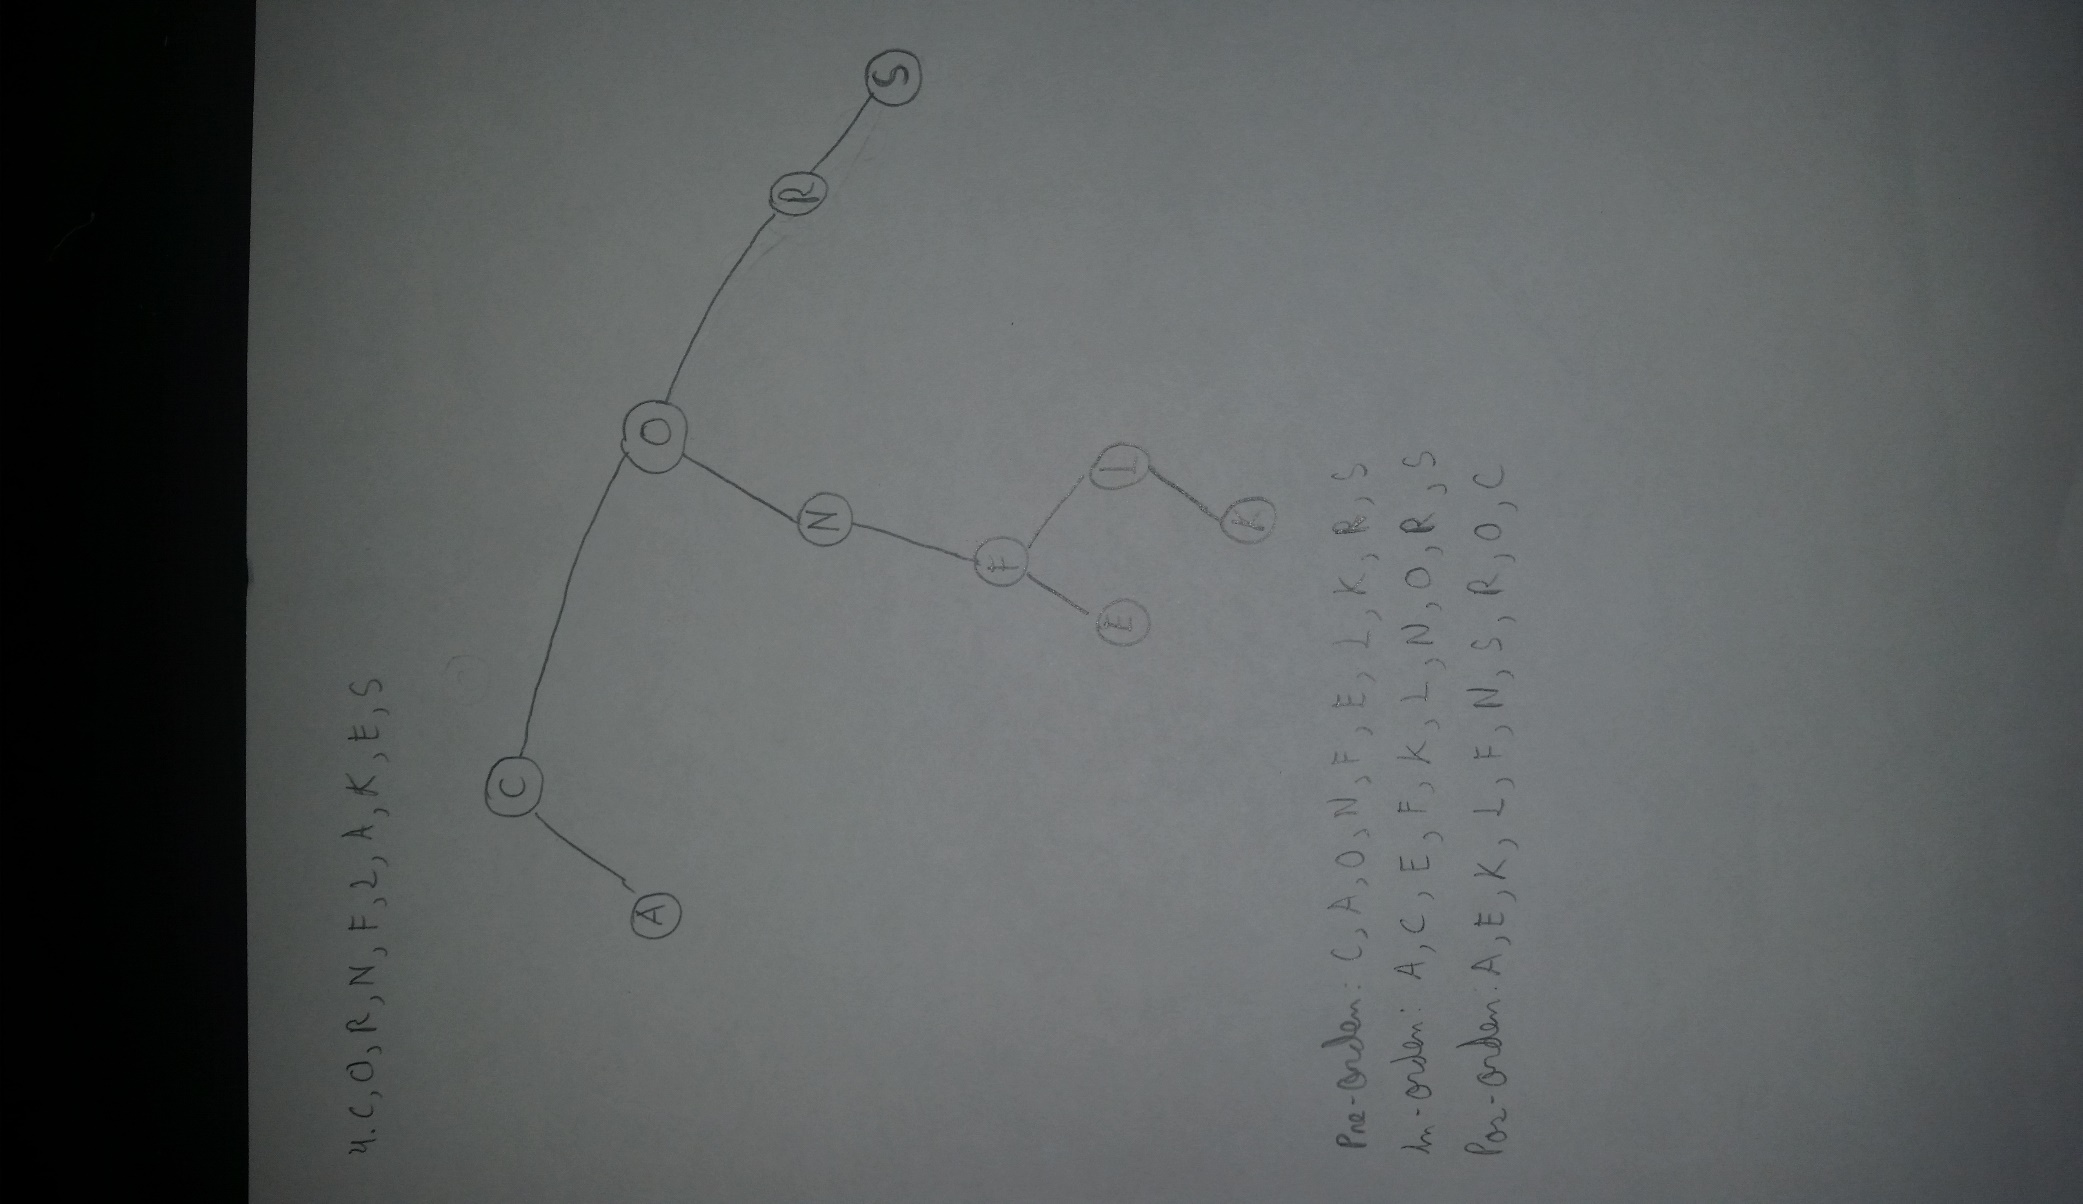 4. C, O, R, N, F, L, A, K, E, S
C
A
O
N
R
S
F
E
L
K
Pre-orden: C, A, O, N, F, E, L, K, R, S
In-orden: A, C, E, F, K, L, N, O, R, S
Pos-orden: A, E, K, L, F, N, S, R, O, C